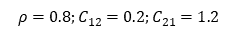 ρ = 0.8; C₁₂ = 0.2; C₂₁ = 1.2